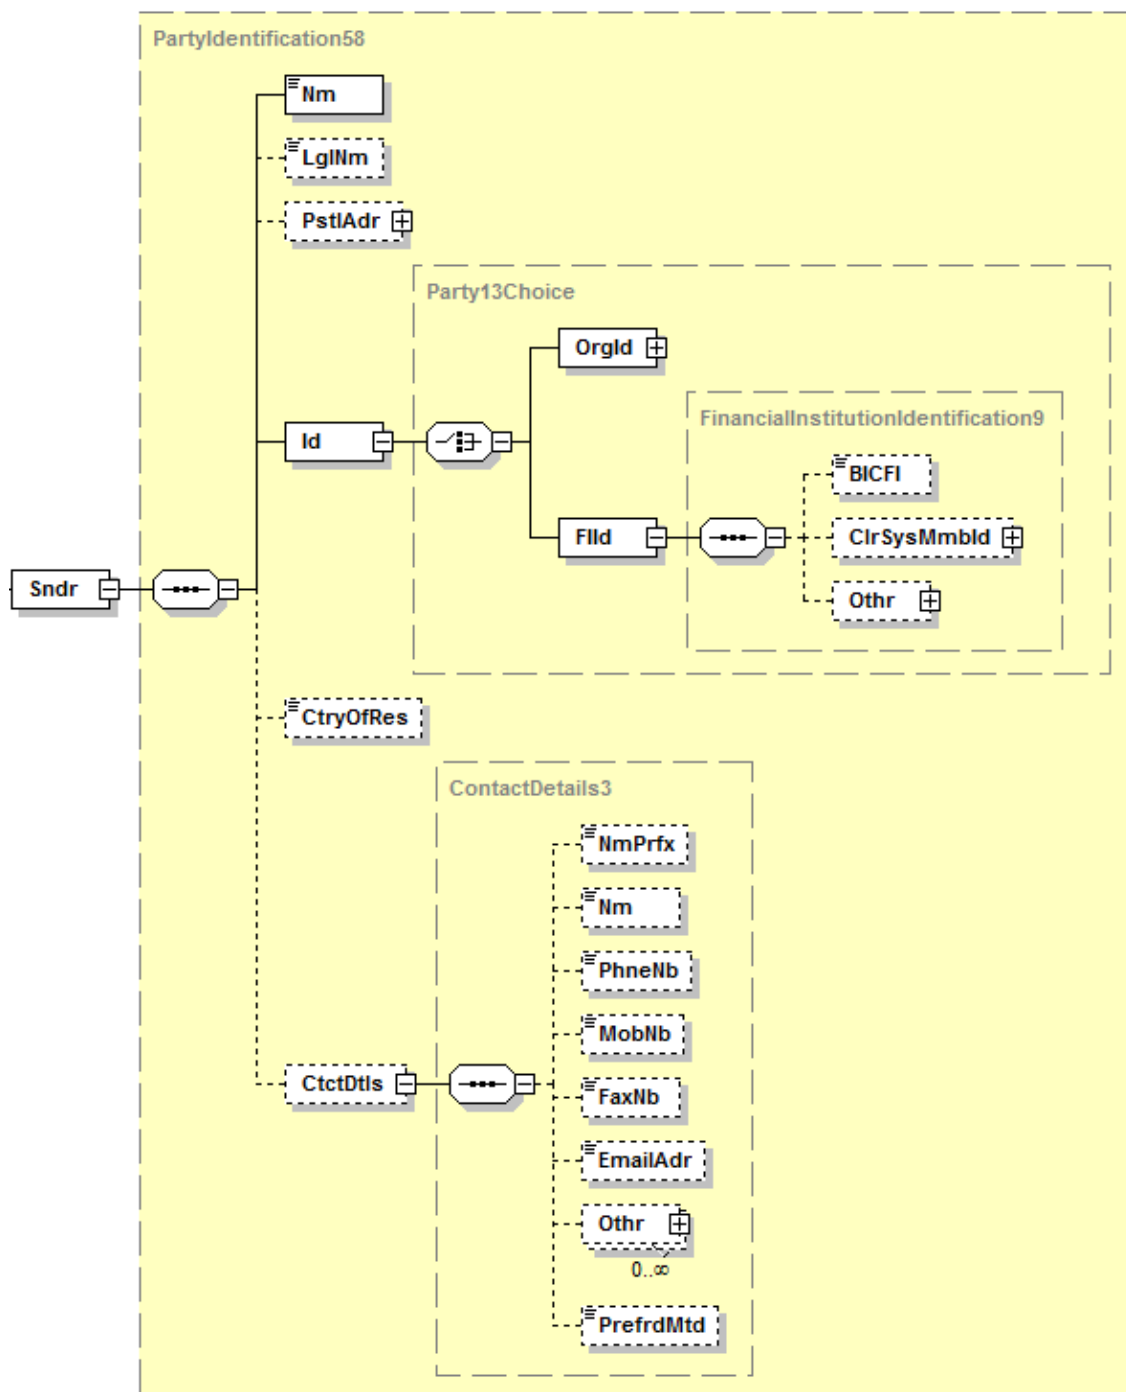 PartyIdentification58
Nm
LglNm
PstlAdr
Party13Choice
OrgId
FinancialInstitutionIdentification9
Id
BICFI
FIId
ClrSysMmbId
Sndr
Othr
CtryOfRes
ContactDetails3
NmPrfx
Nm
PhneNb
MobNb
CtctDtls
FaxNb
EmailAdr
Othr
0..∞
PrefrdMtd